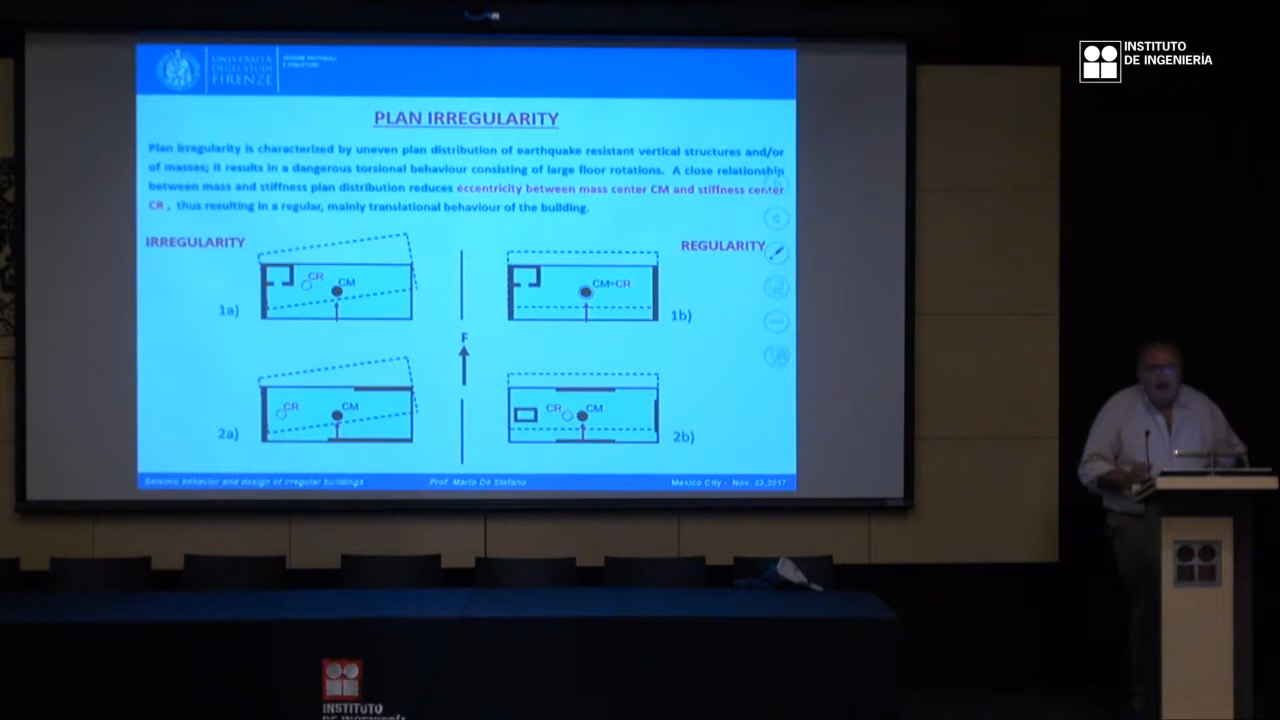 INSTITUTO
DE INGENIERÍA
UNIVERSITÀ
DEGLI STUDI
FIRENZE
PLAN IRREGULARITY
Plan irregularity is characterized by uneven plan distribution of earthquake resistant vertical structures and/or
of masses; it results in a dangerous torsional behaviour consisting of large floor rotations. A close relationship
between mass and stiffness plan distribution reduces eccentricity between mass center CM and stiffness center
CR , thus resulting in a regular, mainly translational behaviour of the building.
IRREGULARITY
REGULARITY
CR
CM
1a)
CM=CR
1b)
F
CR
CM
2a)
CR
CM
2b)
Seismic behavior and design of irregular buildings
Prof. Mario De Stefano
Mexico City - Nov. 23,2017
INSTITUTO
DE INGENIERÍA